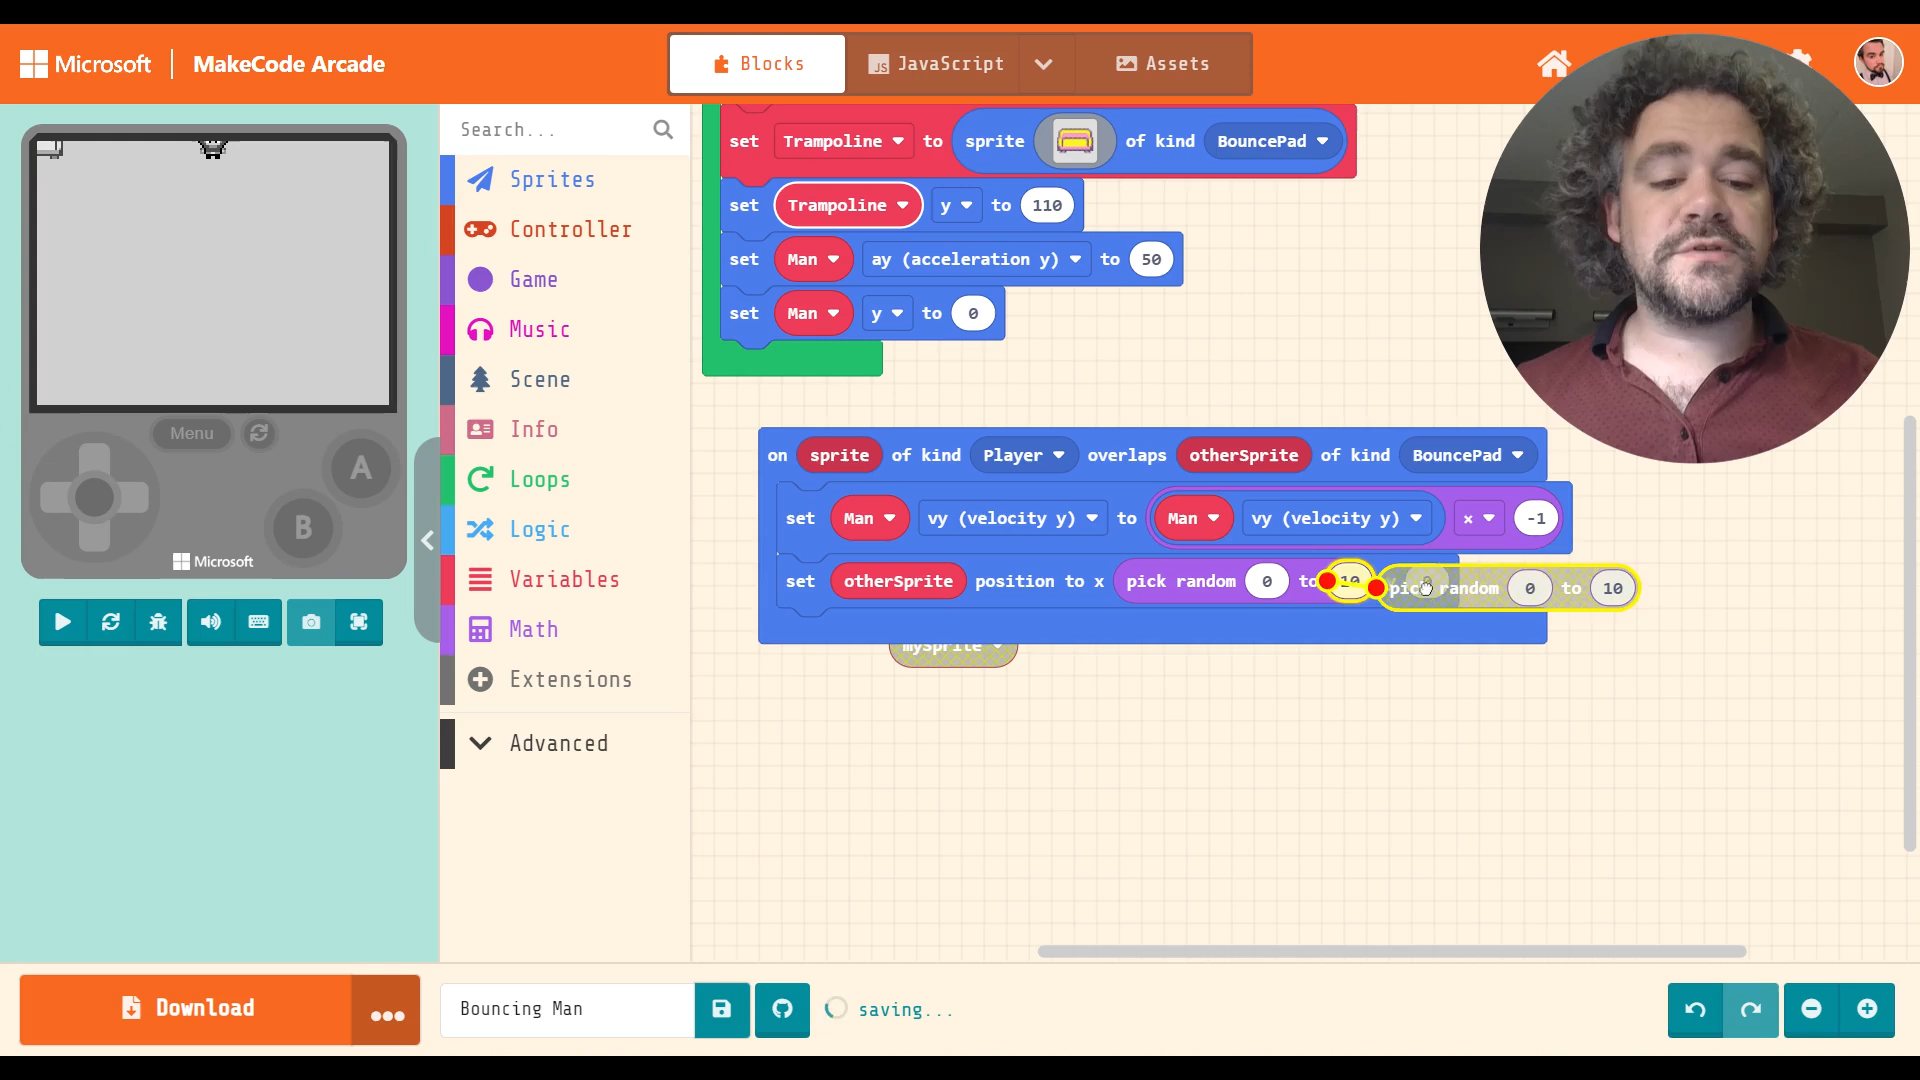 Microsoft MakeCode Arcade
Blocks JavaScript Assets
Search...
Sprites
Controller
Game
Music
Scene
Info
Loops
Logic
Variables
Math
Extensions
Advanced
Menu
A
B
Microsoft
set Trampoline to sprite of kind BouncePad
set Trampoline y to 110
set Man ay (acceleration y) to 50
set Man y to 0
on sprite of kind Player overlaps otherSprite of kind BouncePad
set Man vy (velocity y) to Man vy (velocity y) × -1
set otherSprite position to x pick random 0 to 10 pick random 0 to 10
mySprite
Download
Bouncing Man
saving...